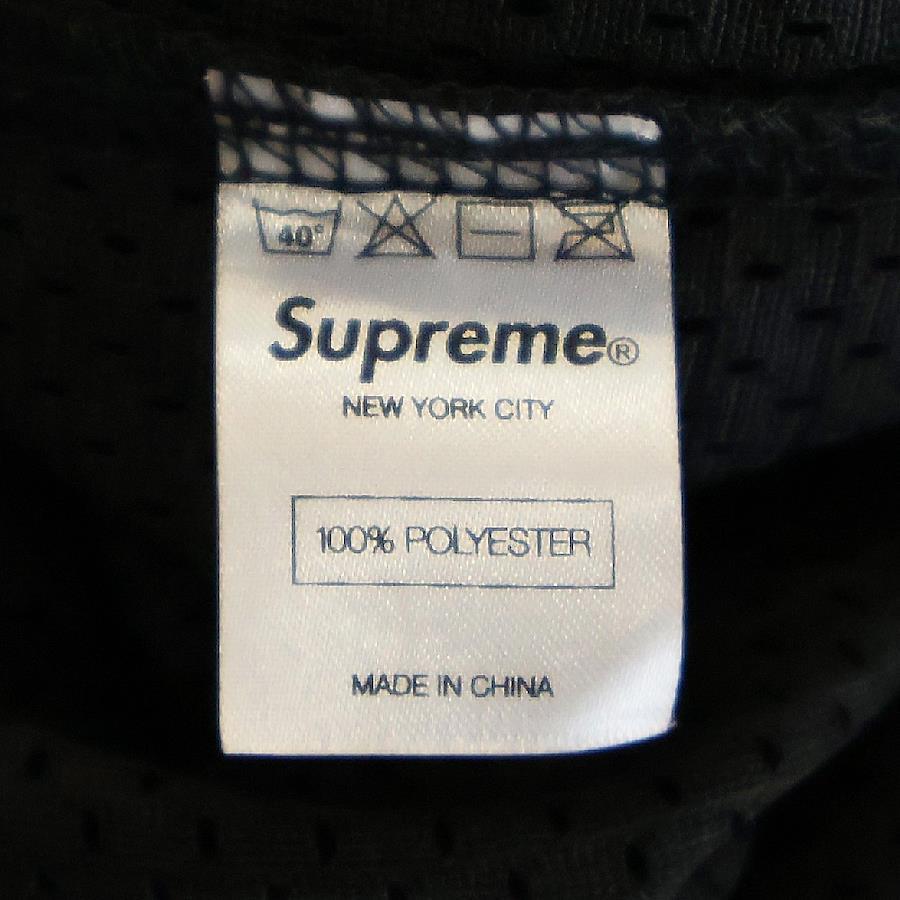 40°
Supreme®
NEW YORK CITY
100% POLYESTER
MADE IN CHINA